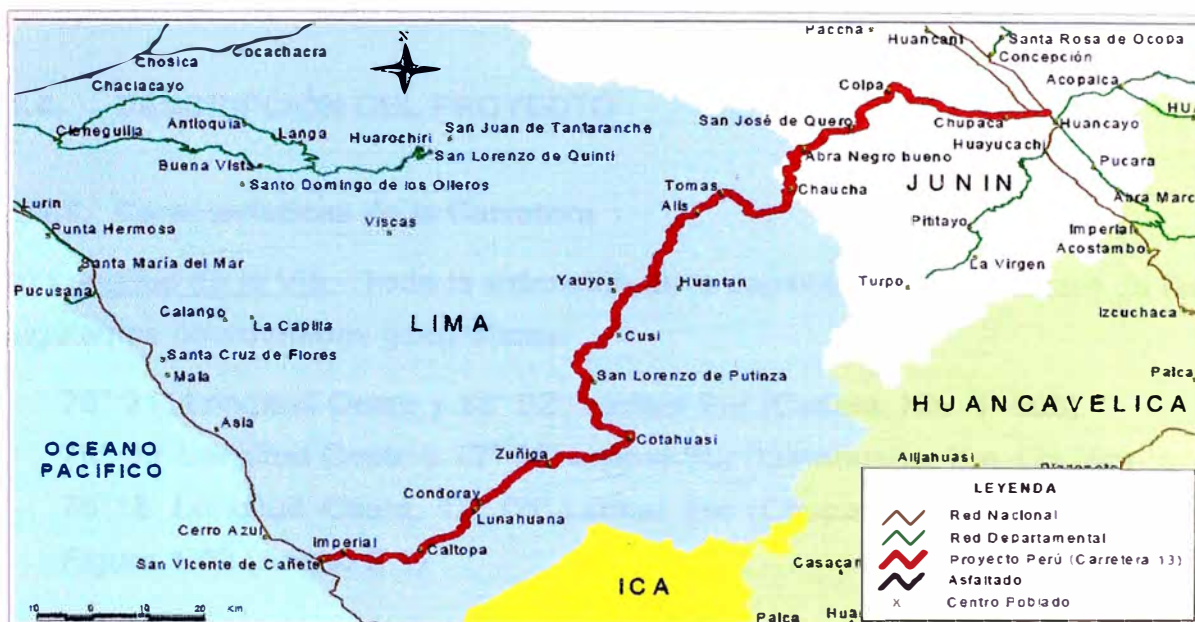 Paccha
Huancani
Santa Rosa de Ocopa
Concepción
Cocachacra
Chosica
Acopalca
Chaclacayo
Colpa
HU
Cieneguilla
Antioquia
Langa
Huarochiri
San Juan de Tantaranche
San José de Quero
Chupaca
Huancayo
Buena Vista
San Lorenzo de Quinti
Abra Negro bueno
Huayucachi
Pucara
Santo Domingo de los Olleros
Tomas
Chaucha
JUNIN
Lurin
Alis
Abra Marc
Punta Hermosa
Viscas
Pihtayo
Imperial
Acostambo
Santa María del Mar
La Virgen
Pucusana
Yauyos
Huantan
Turpo
Calango
La Capilla
LIMA
Izcuchaca
Cusi
Santa Cruz de Flores
Mala
San Lorenzo de Putinza
Palca
HUANCAVELICA
Asia
OCEANO
PACÍFICO
Cotahuasi
Zuñiga
Alijahuasi
Condoray
Lunahuana
Cerro Azul
Imperial
Caltopa
San Vicente de Cañete
ICA
Casacan
Palca
Hua
10 0 10 20 Km
LEYENDA
Red Nacional
Red Departamental
Proyecto Perú (Carretera 13)
Asfaltado
x Centro Poblado